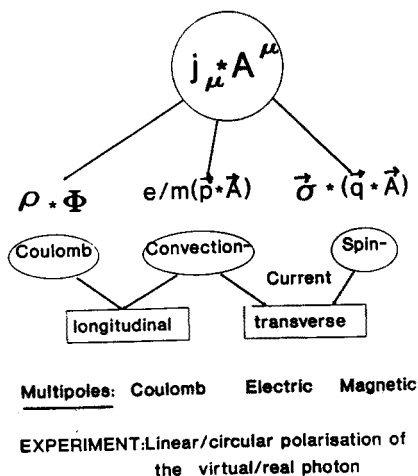 j_μ * A^μ
ρ * Φ e/m(p⃗ * A⃗) σ⃗ * (q⃗ * A⃗)
Coulomb Convection- Spin-
Current
longitudinal transverse
Multipoles: Coulomb Electric Magnetic
EXPERIMENT:Linear/circular polarisation of
the virtual/real photon